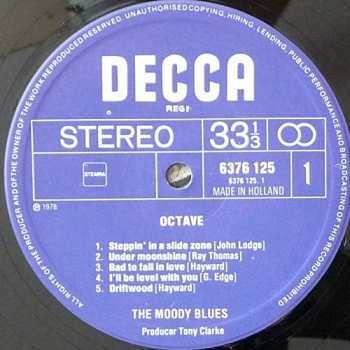 ALL RIGHTS OF THE PRODUCER AND OF THE OWNER OF THE WORK REPRODUCED RESERVED. UNAUTHORISED COPYING, HIRING, LENDING, PUBLIC PERFORMANCE AND BROADCASTING OF THIS RECORD PROHIBITED
DECCA
REG
STEREO 33 1/3
STEMRA 6376 125 1
6376 125. 1
MADE IN HOLLAND
℗ 1978
OCTAVE
1. Steppin' in a slide zone [John Lodge]
2. Under moonshine [Ray Thomas]
3. Bad to fall in love [Hayward]
4. I'll be level with you [G. Edge]
5. Driftwood [Hayward]
THE MOODY BLUES
Producer Tony Clarke